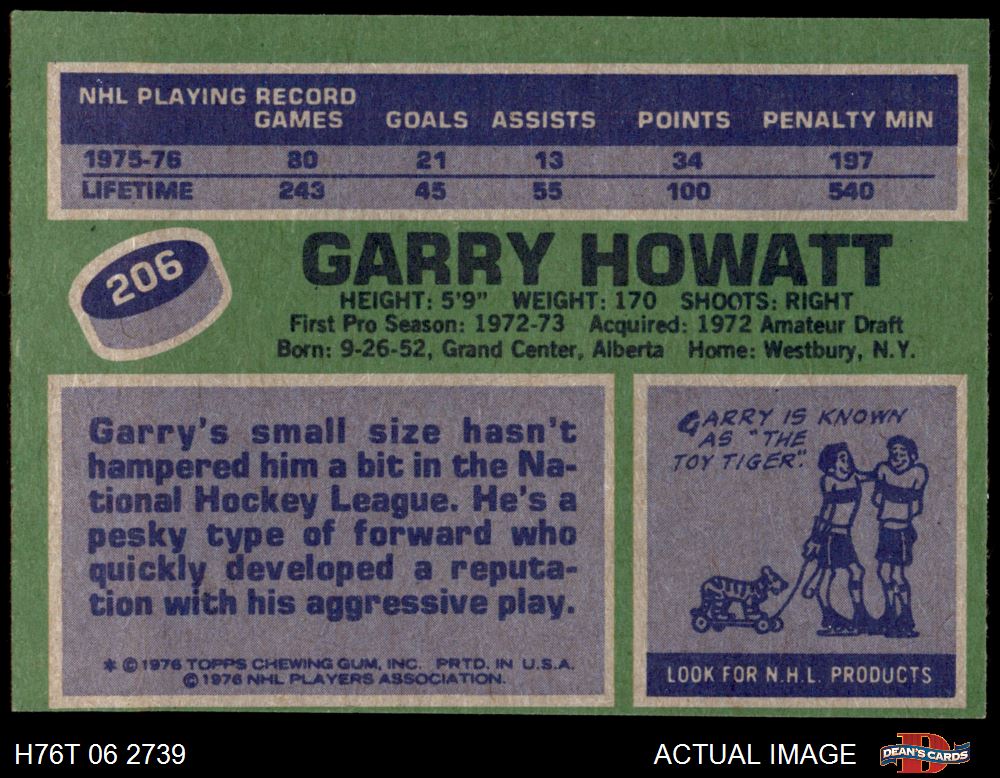 NHL PLAYING RECORD
GAMES GOALS ASSISTS POINTS PENALTY MIN
1975-76 80 21 13 34 197
LIFETIME 243 45 55 100 540
206
GARRY HOWATT
HEIGHT: 5'9" WEIGHT: 170 SHOOTS: RIGHT
First Pro Season: 1972-73 Acquired: 1972 Amateur Draft
Born: 9-26-52, Grand Center, Alberta Home: Westbury, N.Y.
Garry's small size hasn't
hampered him a bit in the Na-
tional Hockey League. He's a
pesky type of forward who
quickly developed a reputa-
tion with his aggressive play.
* © 1976 TOPPS CHEWING GUM, INC. PRTD. IN U.S.A.
© 1976 NHL PLAYERS ASSOCIATION.
GARRY IS KNOWN
AS "THE
TOY TIGER".
LOOK FOR N.H.L. PRODUCTS
H76T 06 2739
ACTUAL IMAGE
D
DEAN'S CARDS